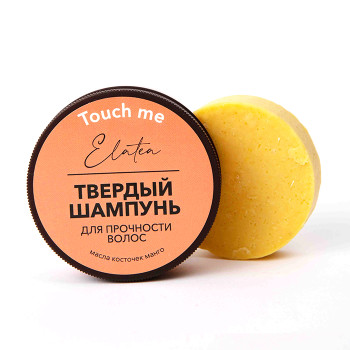 Touch me
Elatea
ТВЕРДЫЙ
ШАМПУНЬ
ДЛЯ ПРОЧНОСТИ
ВОЛОС
масла косточек манго